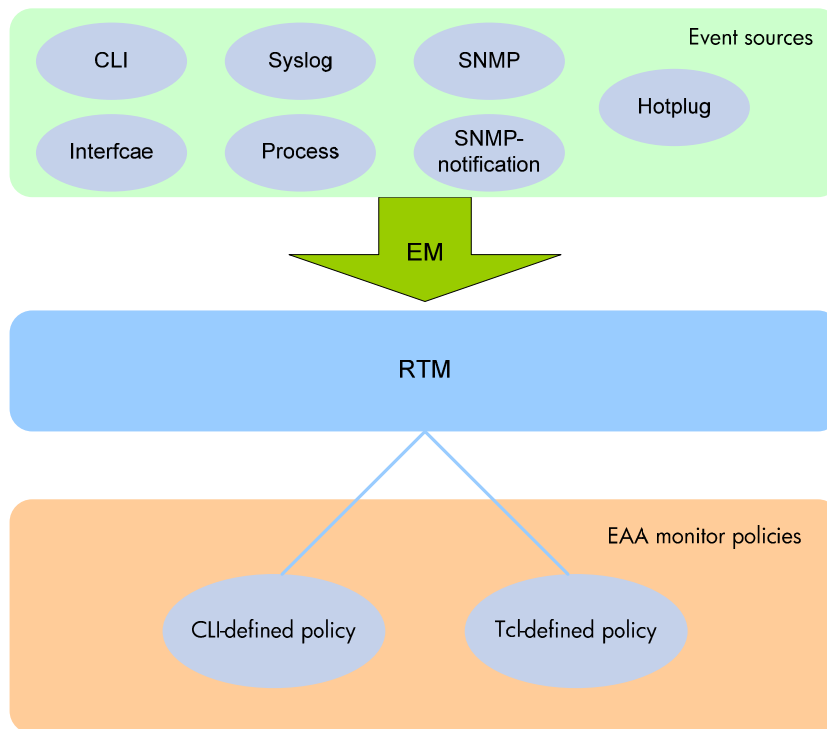 Event sources
CLI
Syslog
SNMP
Hotplug
Interfcae
Process
SNMP-
notification
EM
RTM
EAA monitor policies
CLI-defined policy
Tcl-defined policy